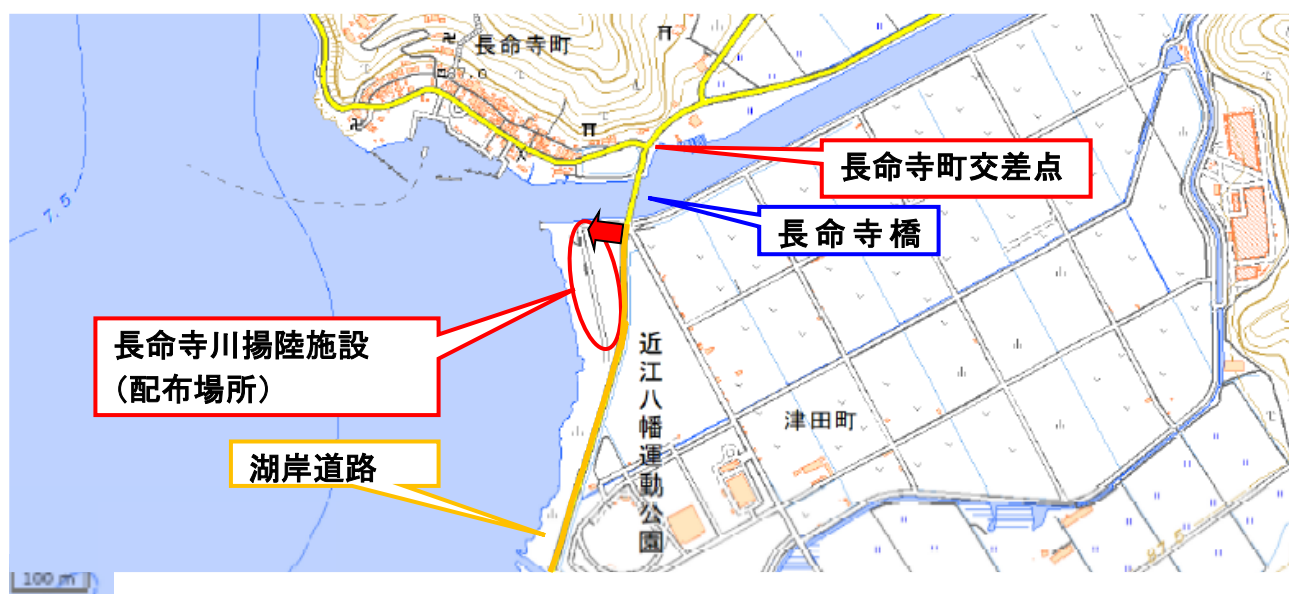 長命寺町
長命寺町交差点
長命寺橋
7.5
長命寺川揚陸施設
（配布場所）
近江八幡運動公園
津田町
湖岸道路
87.5
100 m